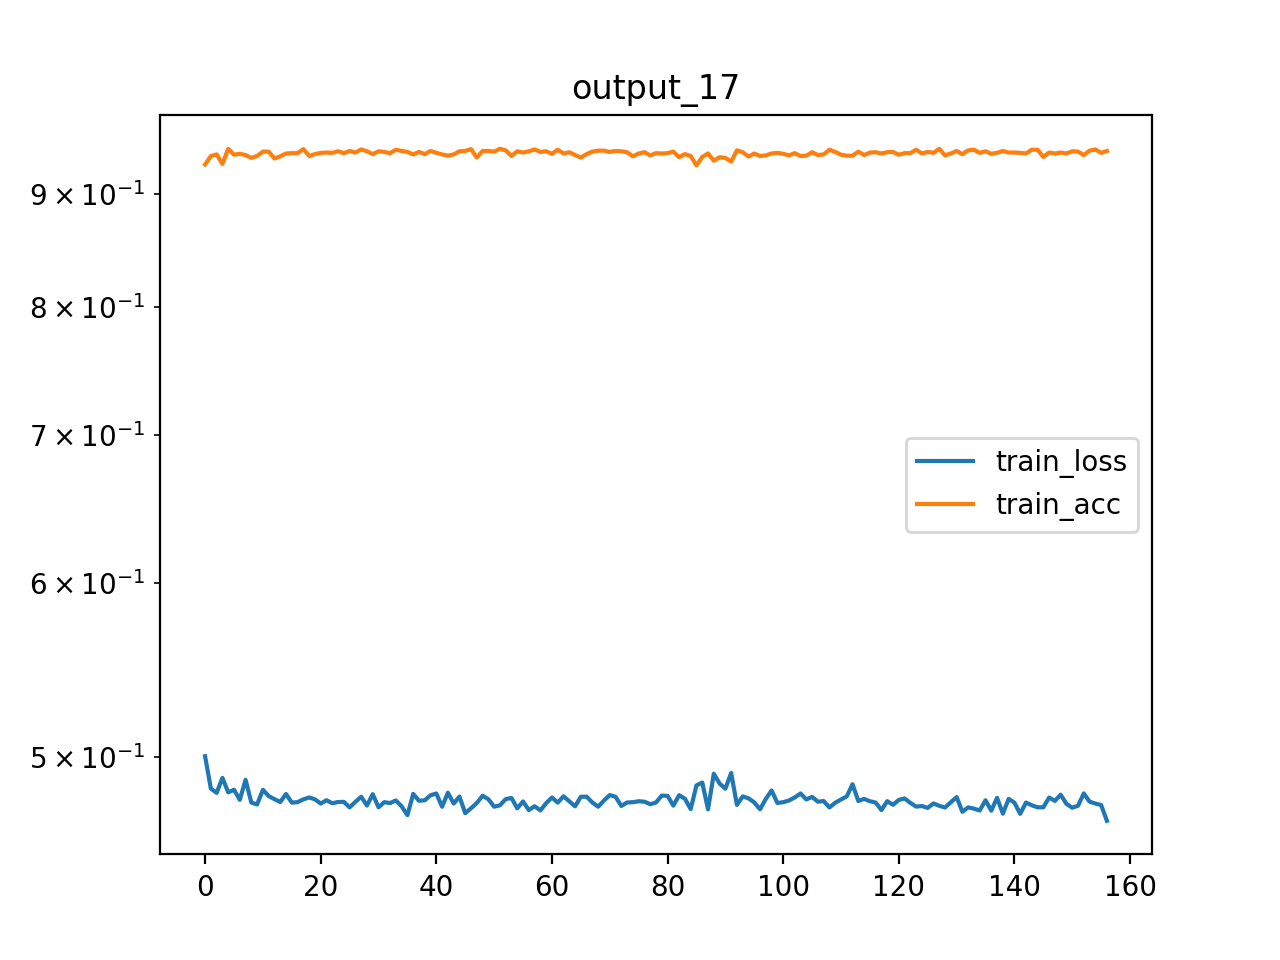 output_17
9 × 10⁻¹
8 × 10⁻¹
7 × 10⁻¹
train_loss
train_acc
6 × 10⁻¹
5 × 10⁻¹
0 20 40 60 80 100 120 140 160